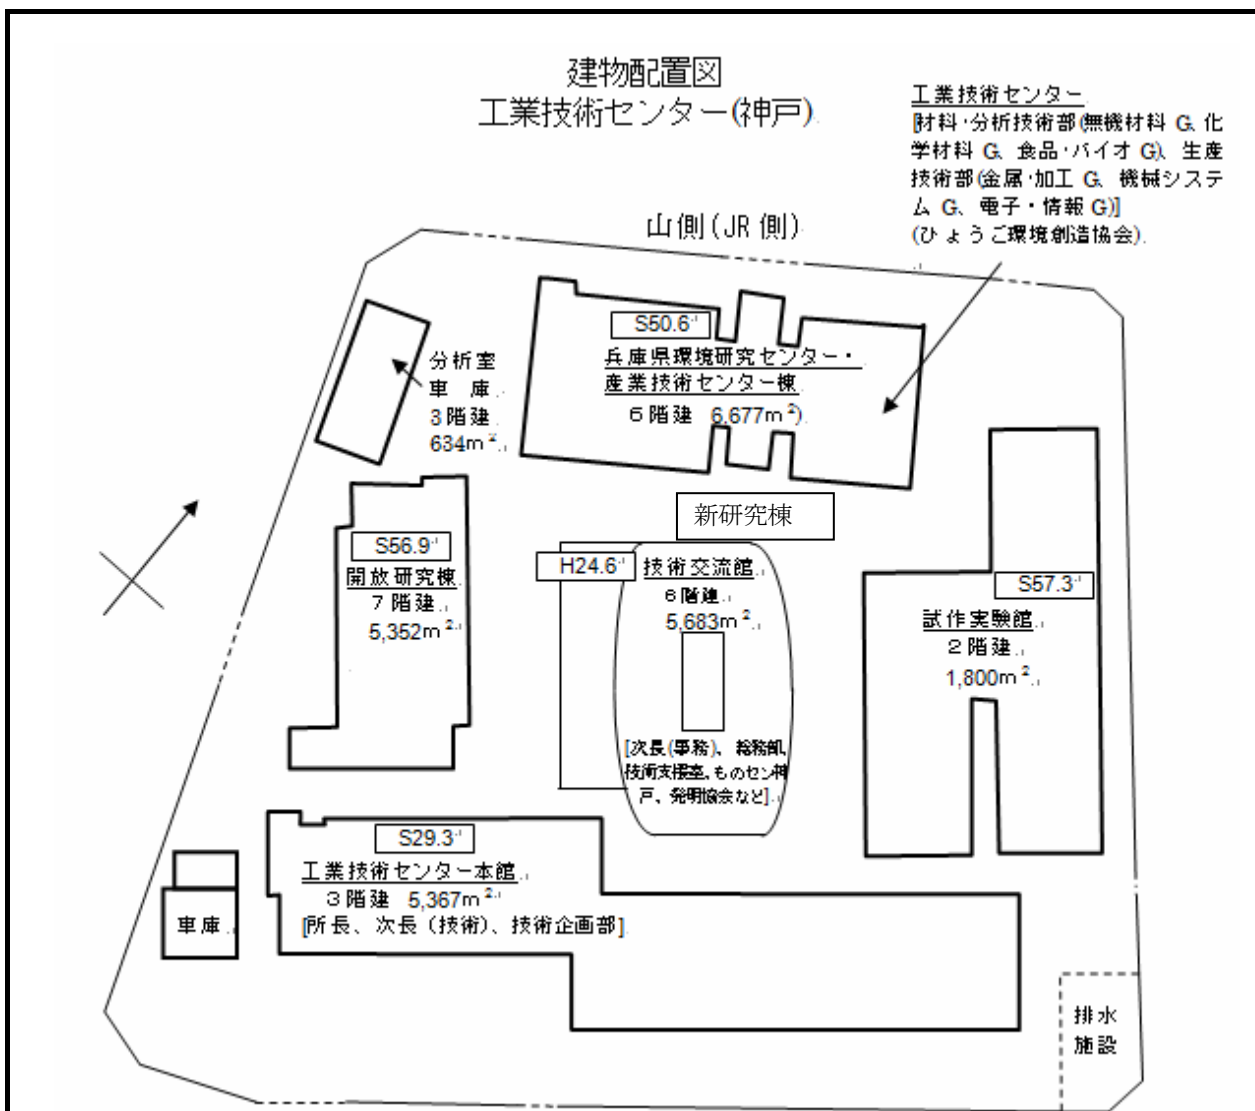 建物配置図
工業技術センター(神戸)
工業技術センター
[材料・分析技術部(無機材料 G、化
学材料 G、食品・バイオ G)、生産
技術部(金属・加工 G、機械システ
ム G、電子・情報 G)]
(ひょうご環境創造協会)
山側(JR 側)
S50.6
兵庫県環境研究センター・
産業技術センター棟
6階建 6,677m²)
分析室
車 庫
3階建
634m²
新研究棟
S56.9
開放研究棟
7階建
5,352m²
H24.6
技術交流館
6階建
5,683m²
[次長(事務)、総務部、
技術支援室、ものセン神
戸、発明協会など]
S57.3
試作実験館
2階建
1,800m²
S29.3
工業技術センター本館
3階建 5,367m²
[所長、次長(技術)、技術企画部]
車庫
排水
施設